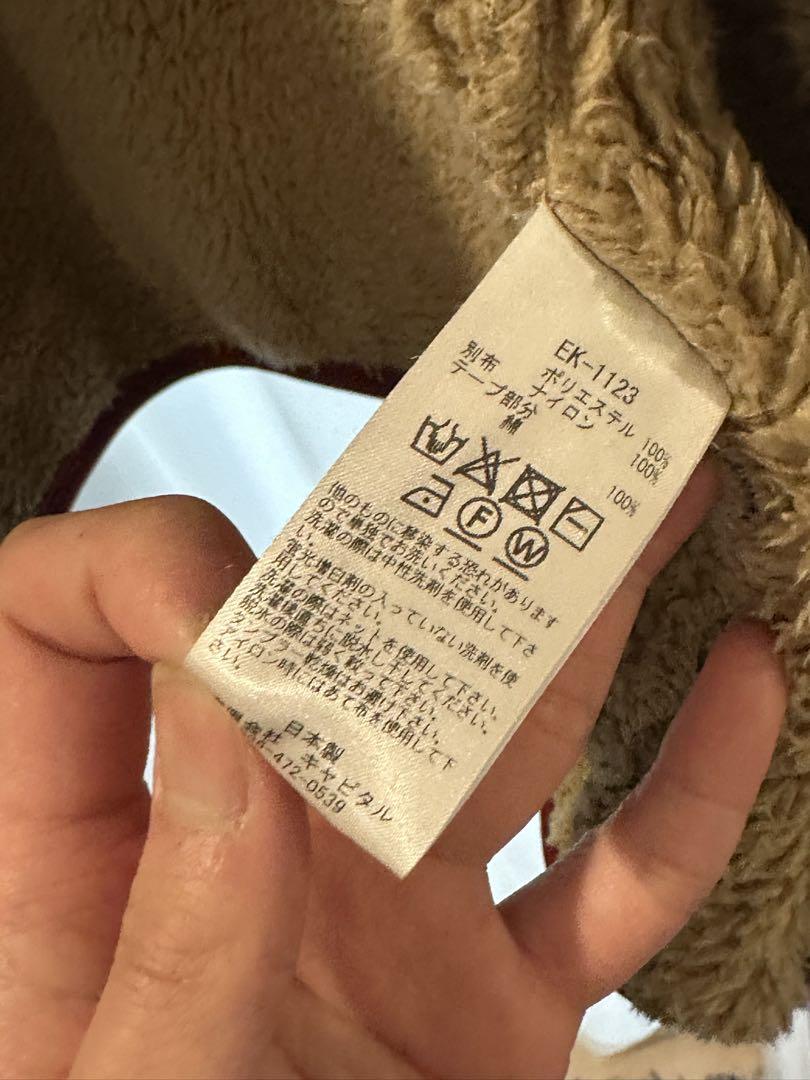 EK-1123
ポリエステル 100%
別布 ナイロン 100%
テープ部分
綿 100%
F W
他のものに移染する恐れがあります
ので単独でお洗いください。
洗濯の際は中性洗剤を使用して下さ
い。
蛍光増白剤の入っていない洗剤を使
用してください。
洗濯の際はネットを使用して下さい。
洗濯後直ちに脱水し干してください。
脱水の際は弱く絞って下さい。
タンブラー乾燥はお避け下さい。
アイロン時にはあて布を使用して下
さい。
日本製
会社 キャピタル
472-0539